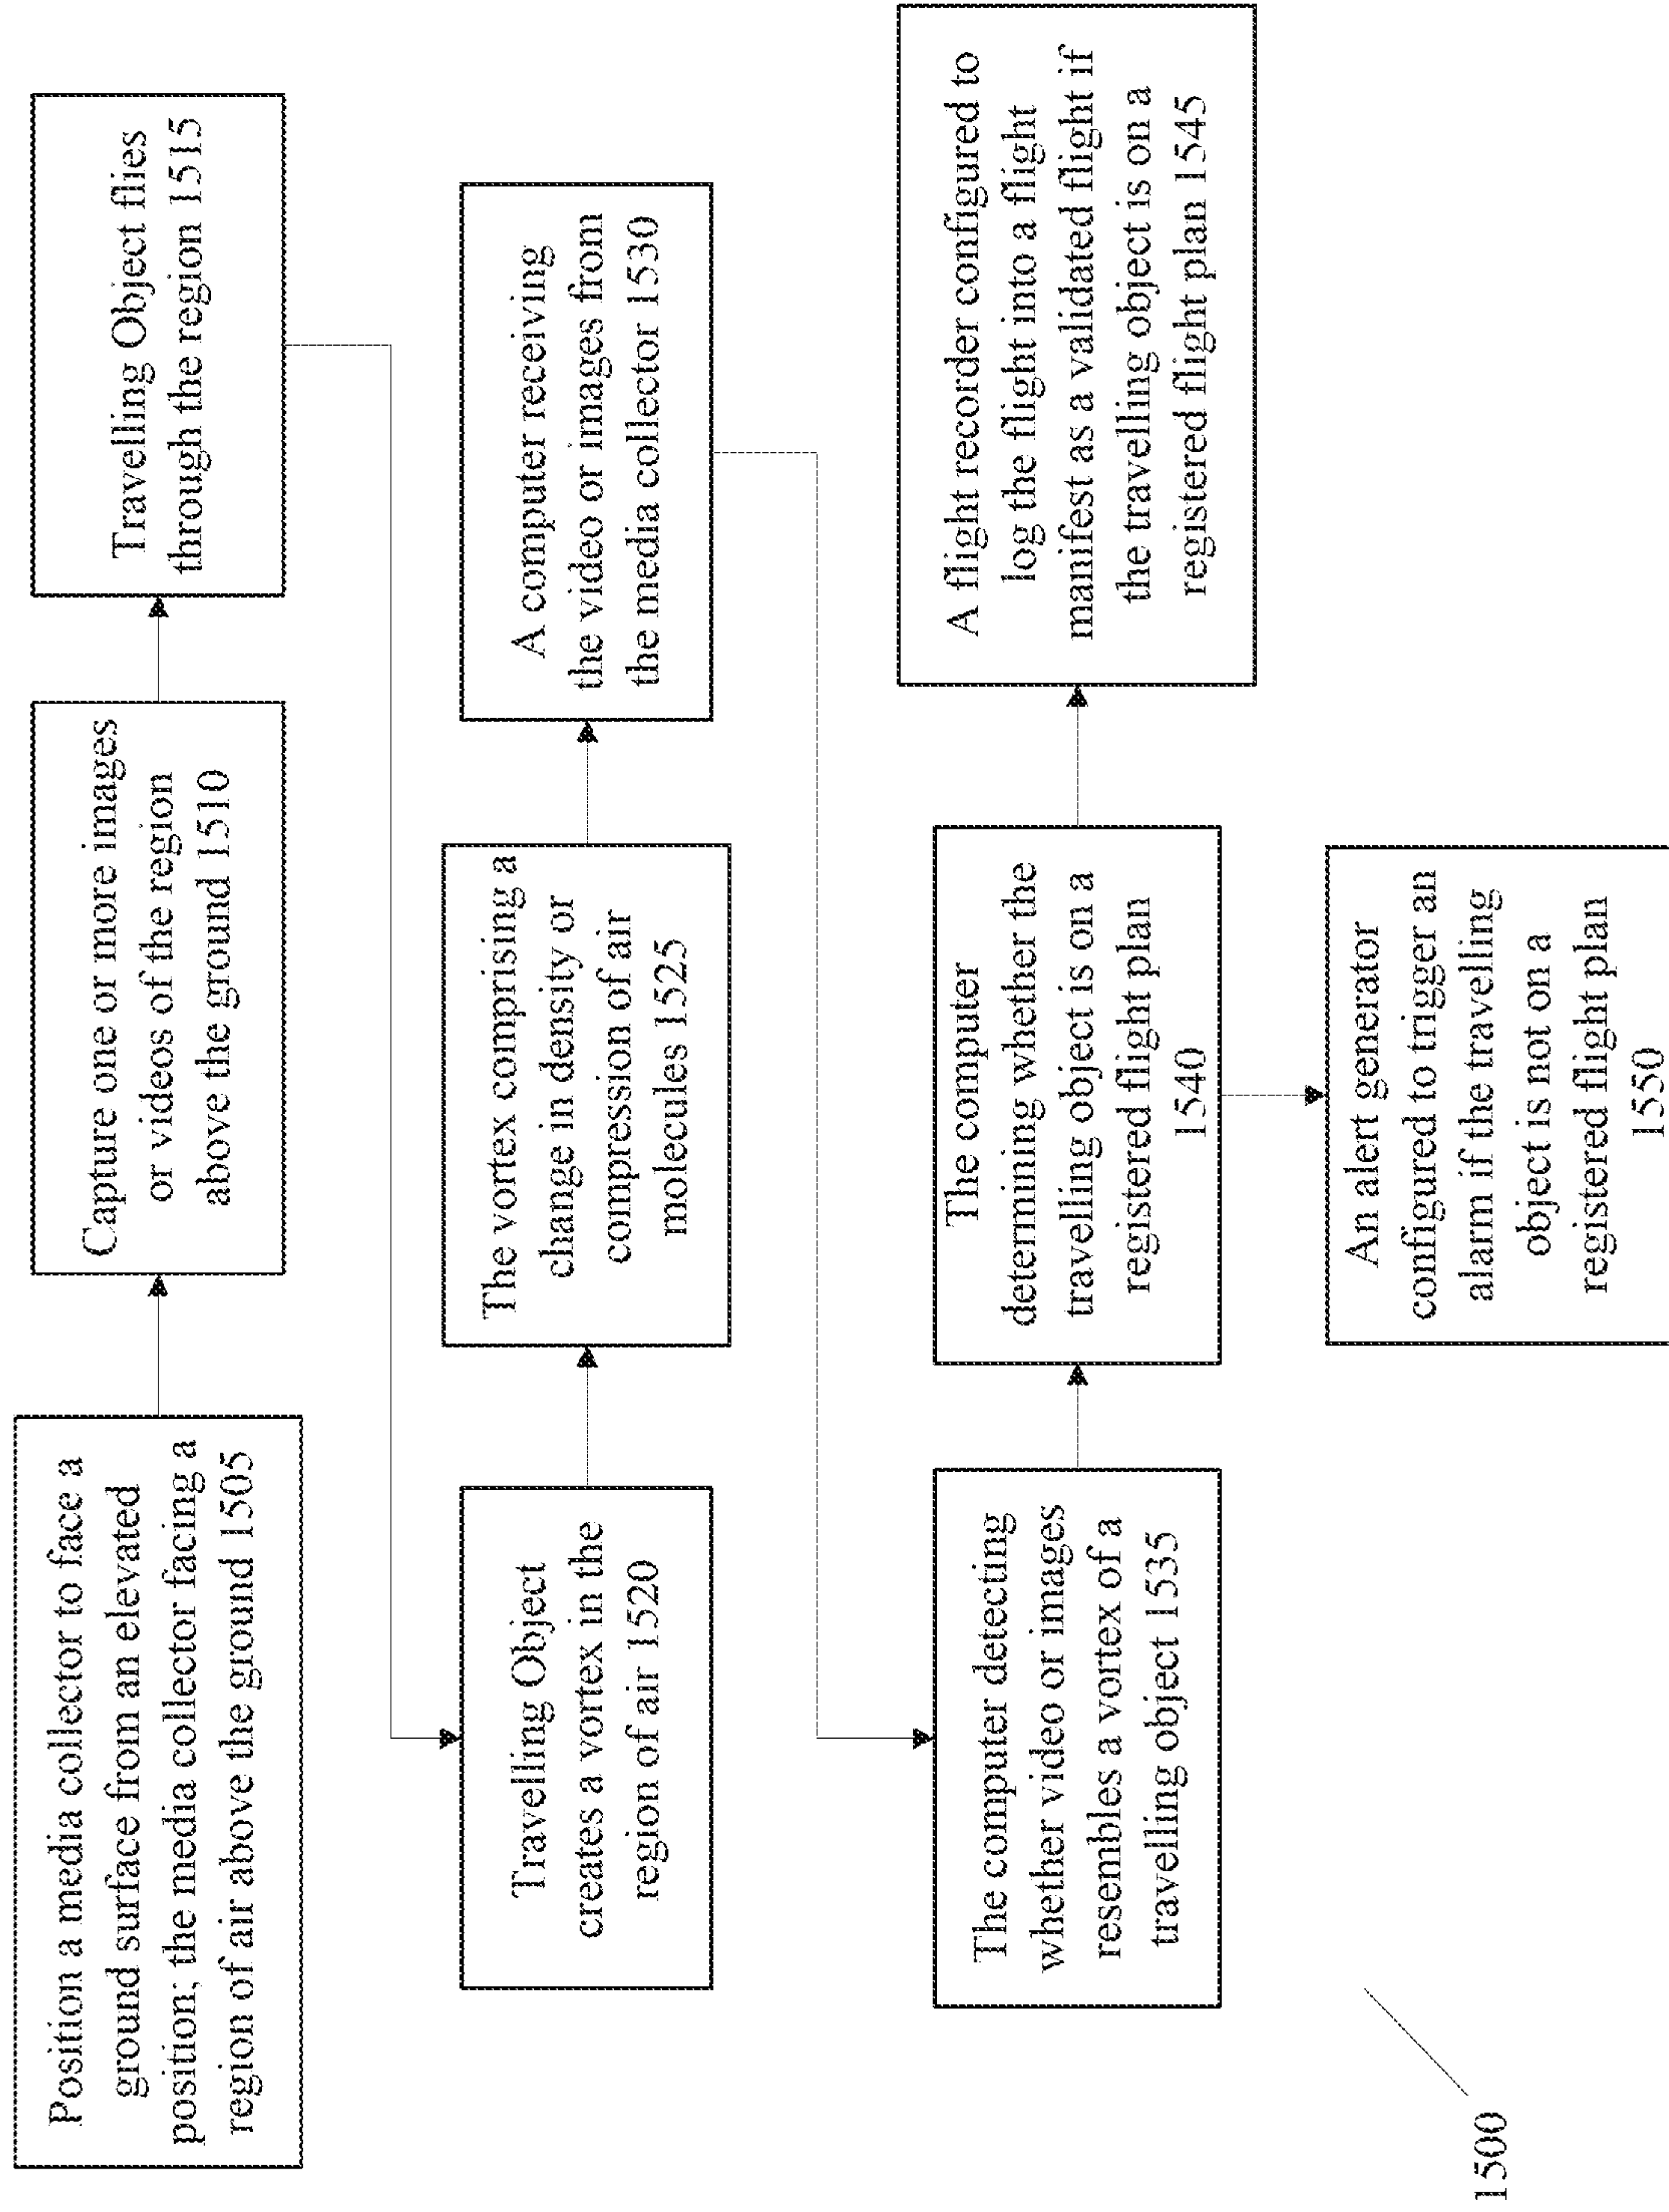 Position a media collector to face a
ground surface from an elevated
position; the media collector facing a
region of air above the ground 1505
Capture one or more images
or videos of the region
above the ground 1510
Travelling Object flies
through the region 1515
Travelling Object
creates a vortex in the
region of air 1520
The vortex comprising a
change in density or
compression of air
molecules 1525
A computer receiving
the video or images from
the media collector 1530
The computer detecting
whether video or images
resembles a vortex of a
travelling object 1535
The computer
determining whether the
travelling object is on a
registered flight plan
1540
A flight recorder configured to
log the flight into a flight
manifest as a validated flight if
the travelling object is on a
registered flight plan 1545
An alert generator
configured to trigger an
alarm if the travelling
object is not on a
registered flight plan
1550
1500